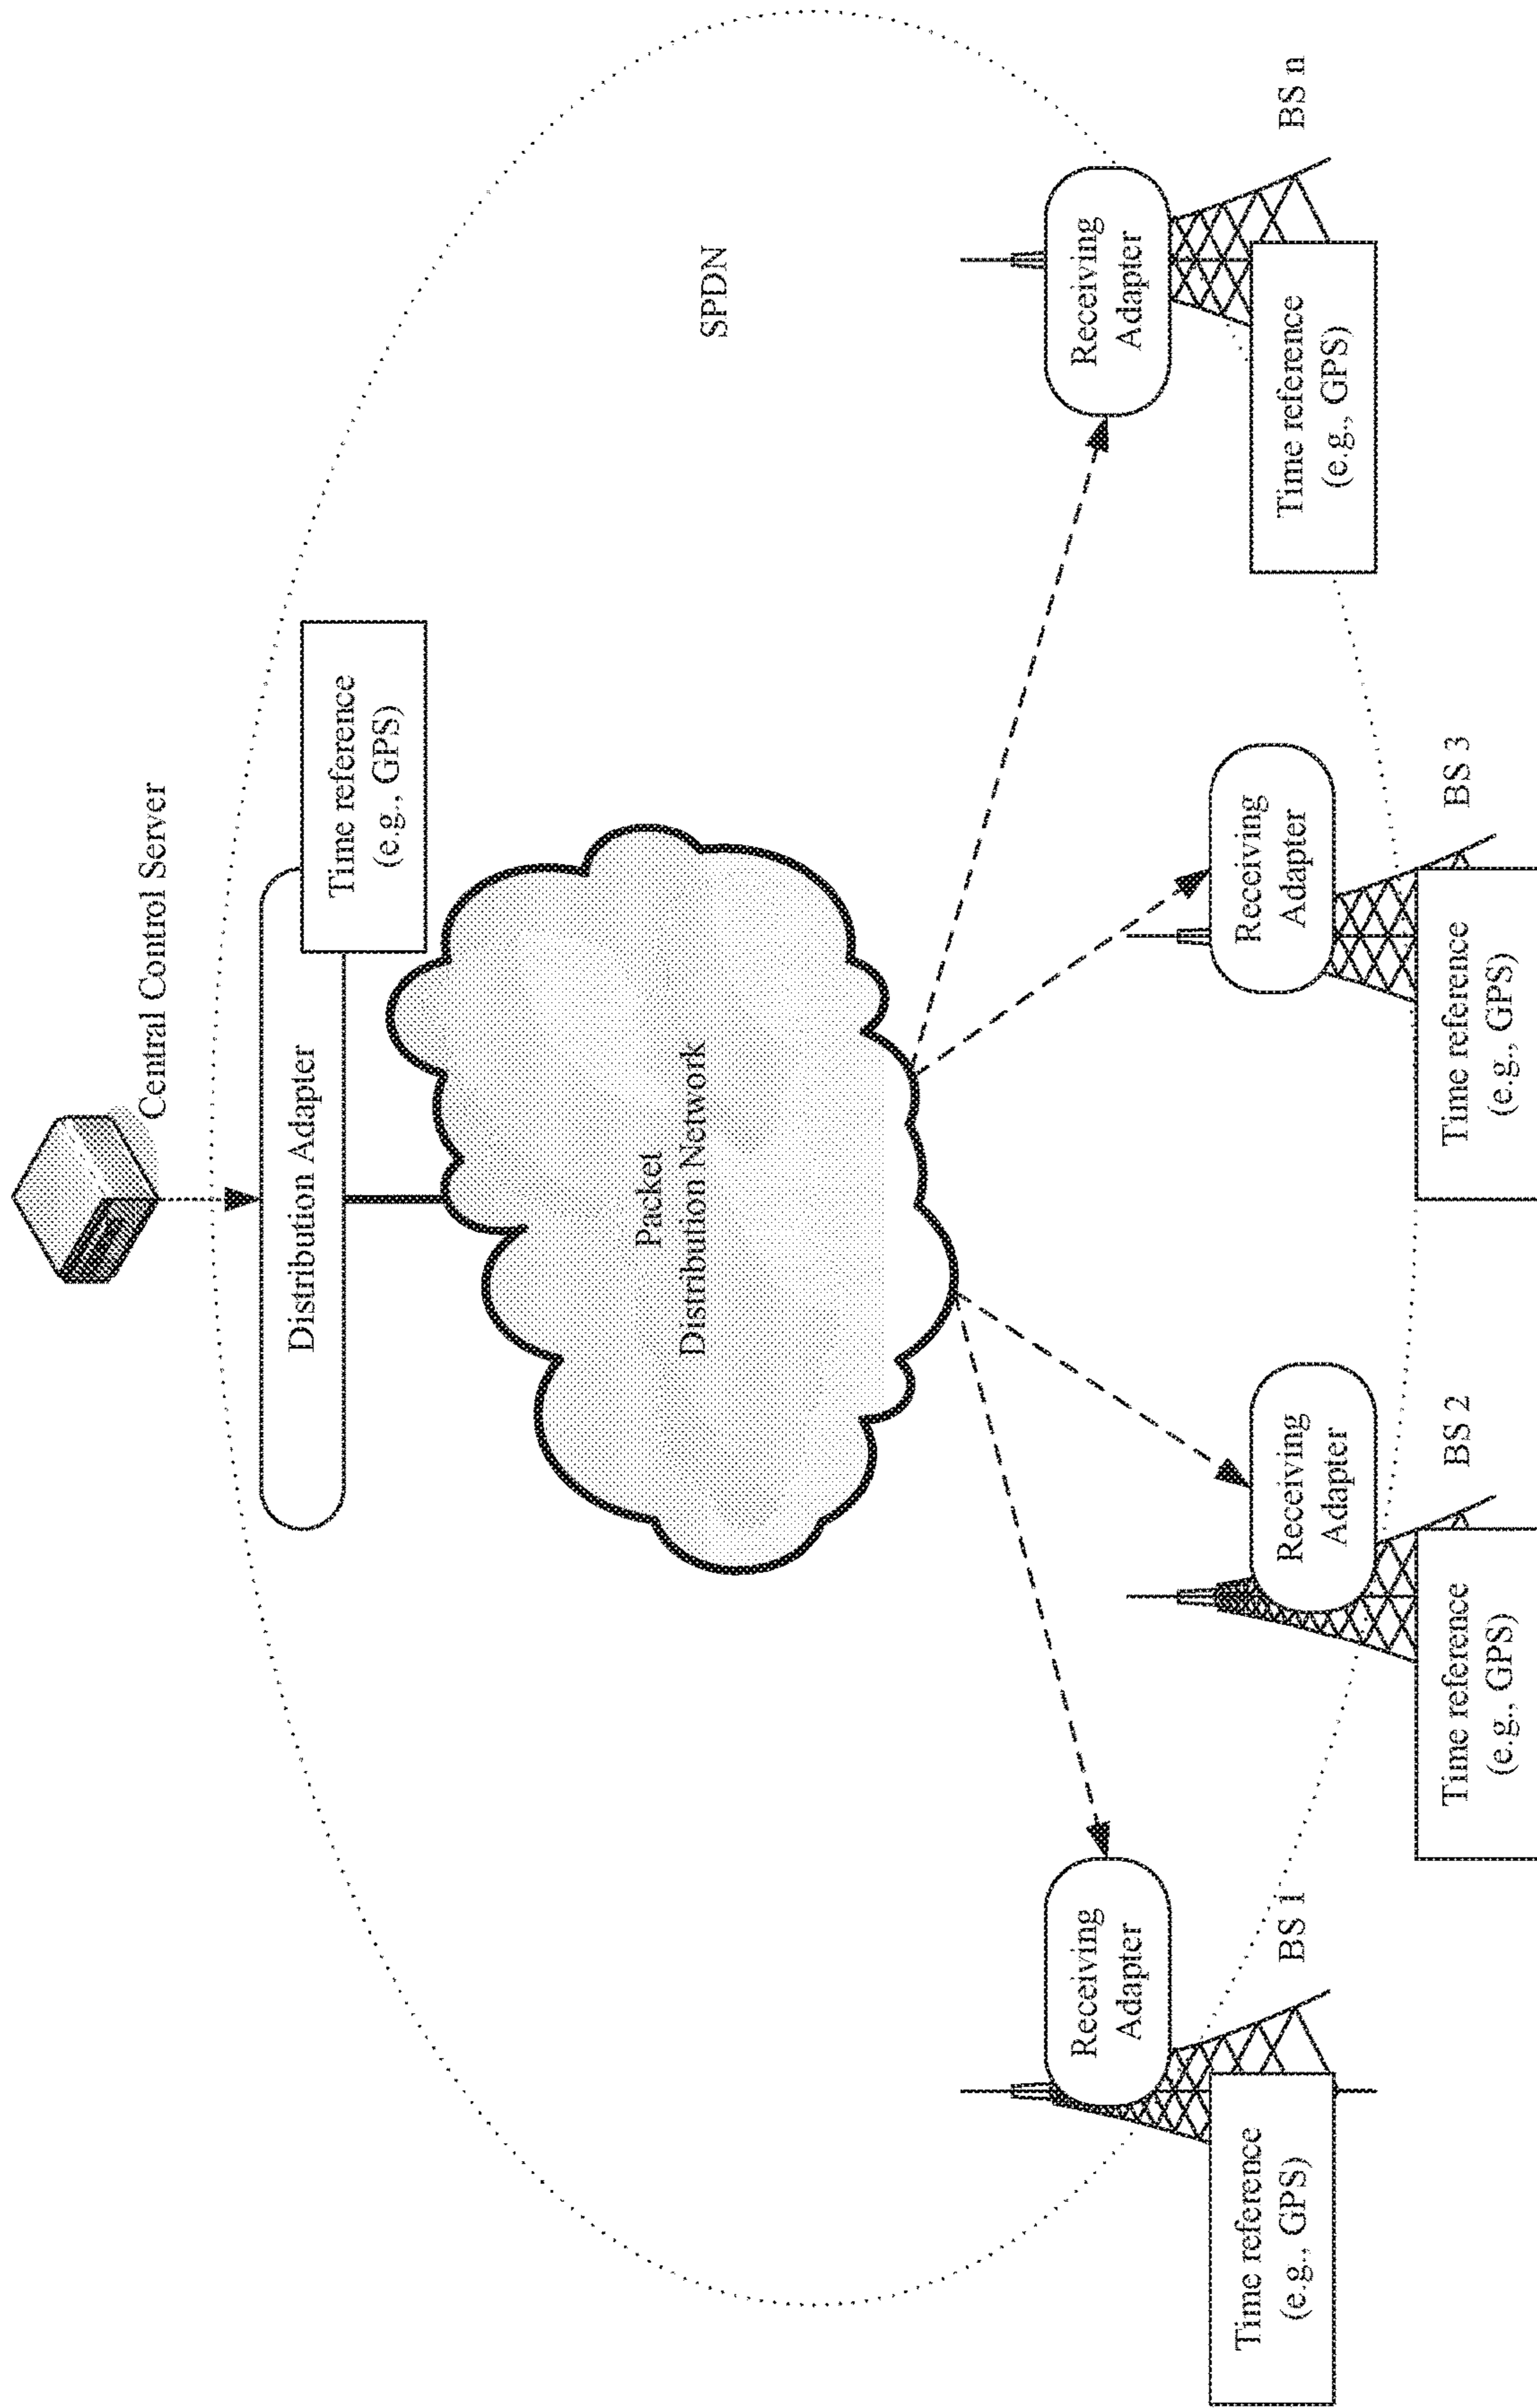 Central Control Server
Distribution Adapter
Time reference
(e.g., GPS)
Packet
Distribution Network
SPDN
Receiving
Adapter
BS 1
Time reference
(e.g., GPS)
Receiving
Adapter
BS 2
Time reference
(e.g., GPS)
Receiving
Adapter
BS 3
Time reference
(e.g., GPS)
Receiving
Adapter
BS n
Time reference
(e.g., GPS)